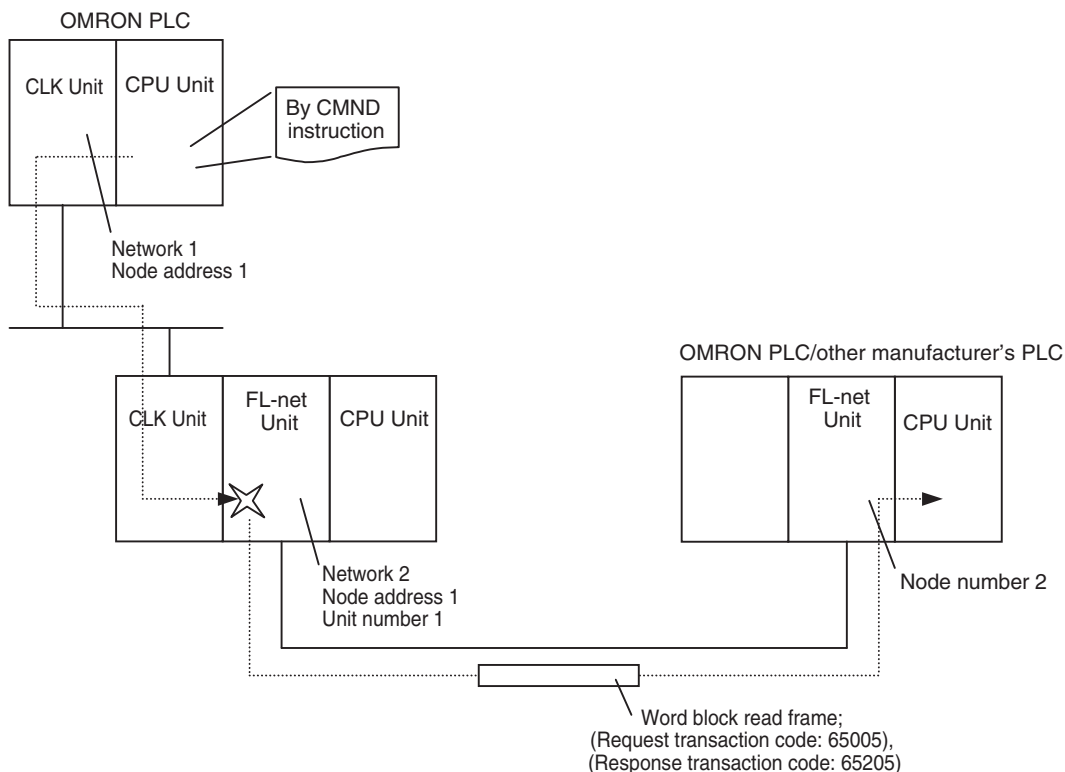 OMRON PLC
CLK Unit
CPU Unit
By CMND
instruction
Network 1
Node address 1
OMRON PLC/other manufacturer's PLC
CLK Unit
FL-net
Unit
CPU Unit
FL-net
Unit
CPU Unit
Network 2
Node address 1
Unit number 1
Node number 2
Word block read frame;
(Request transaction code: 65005),
(Response transaction code: 65205)